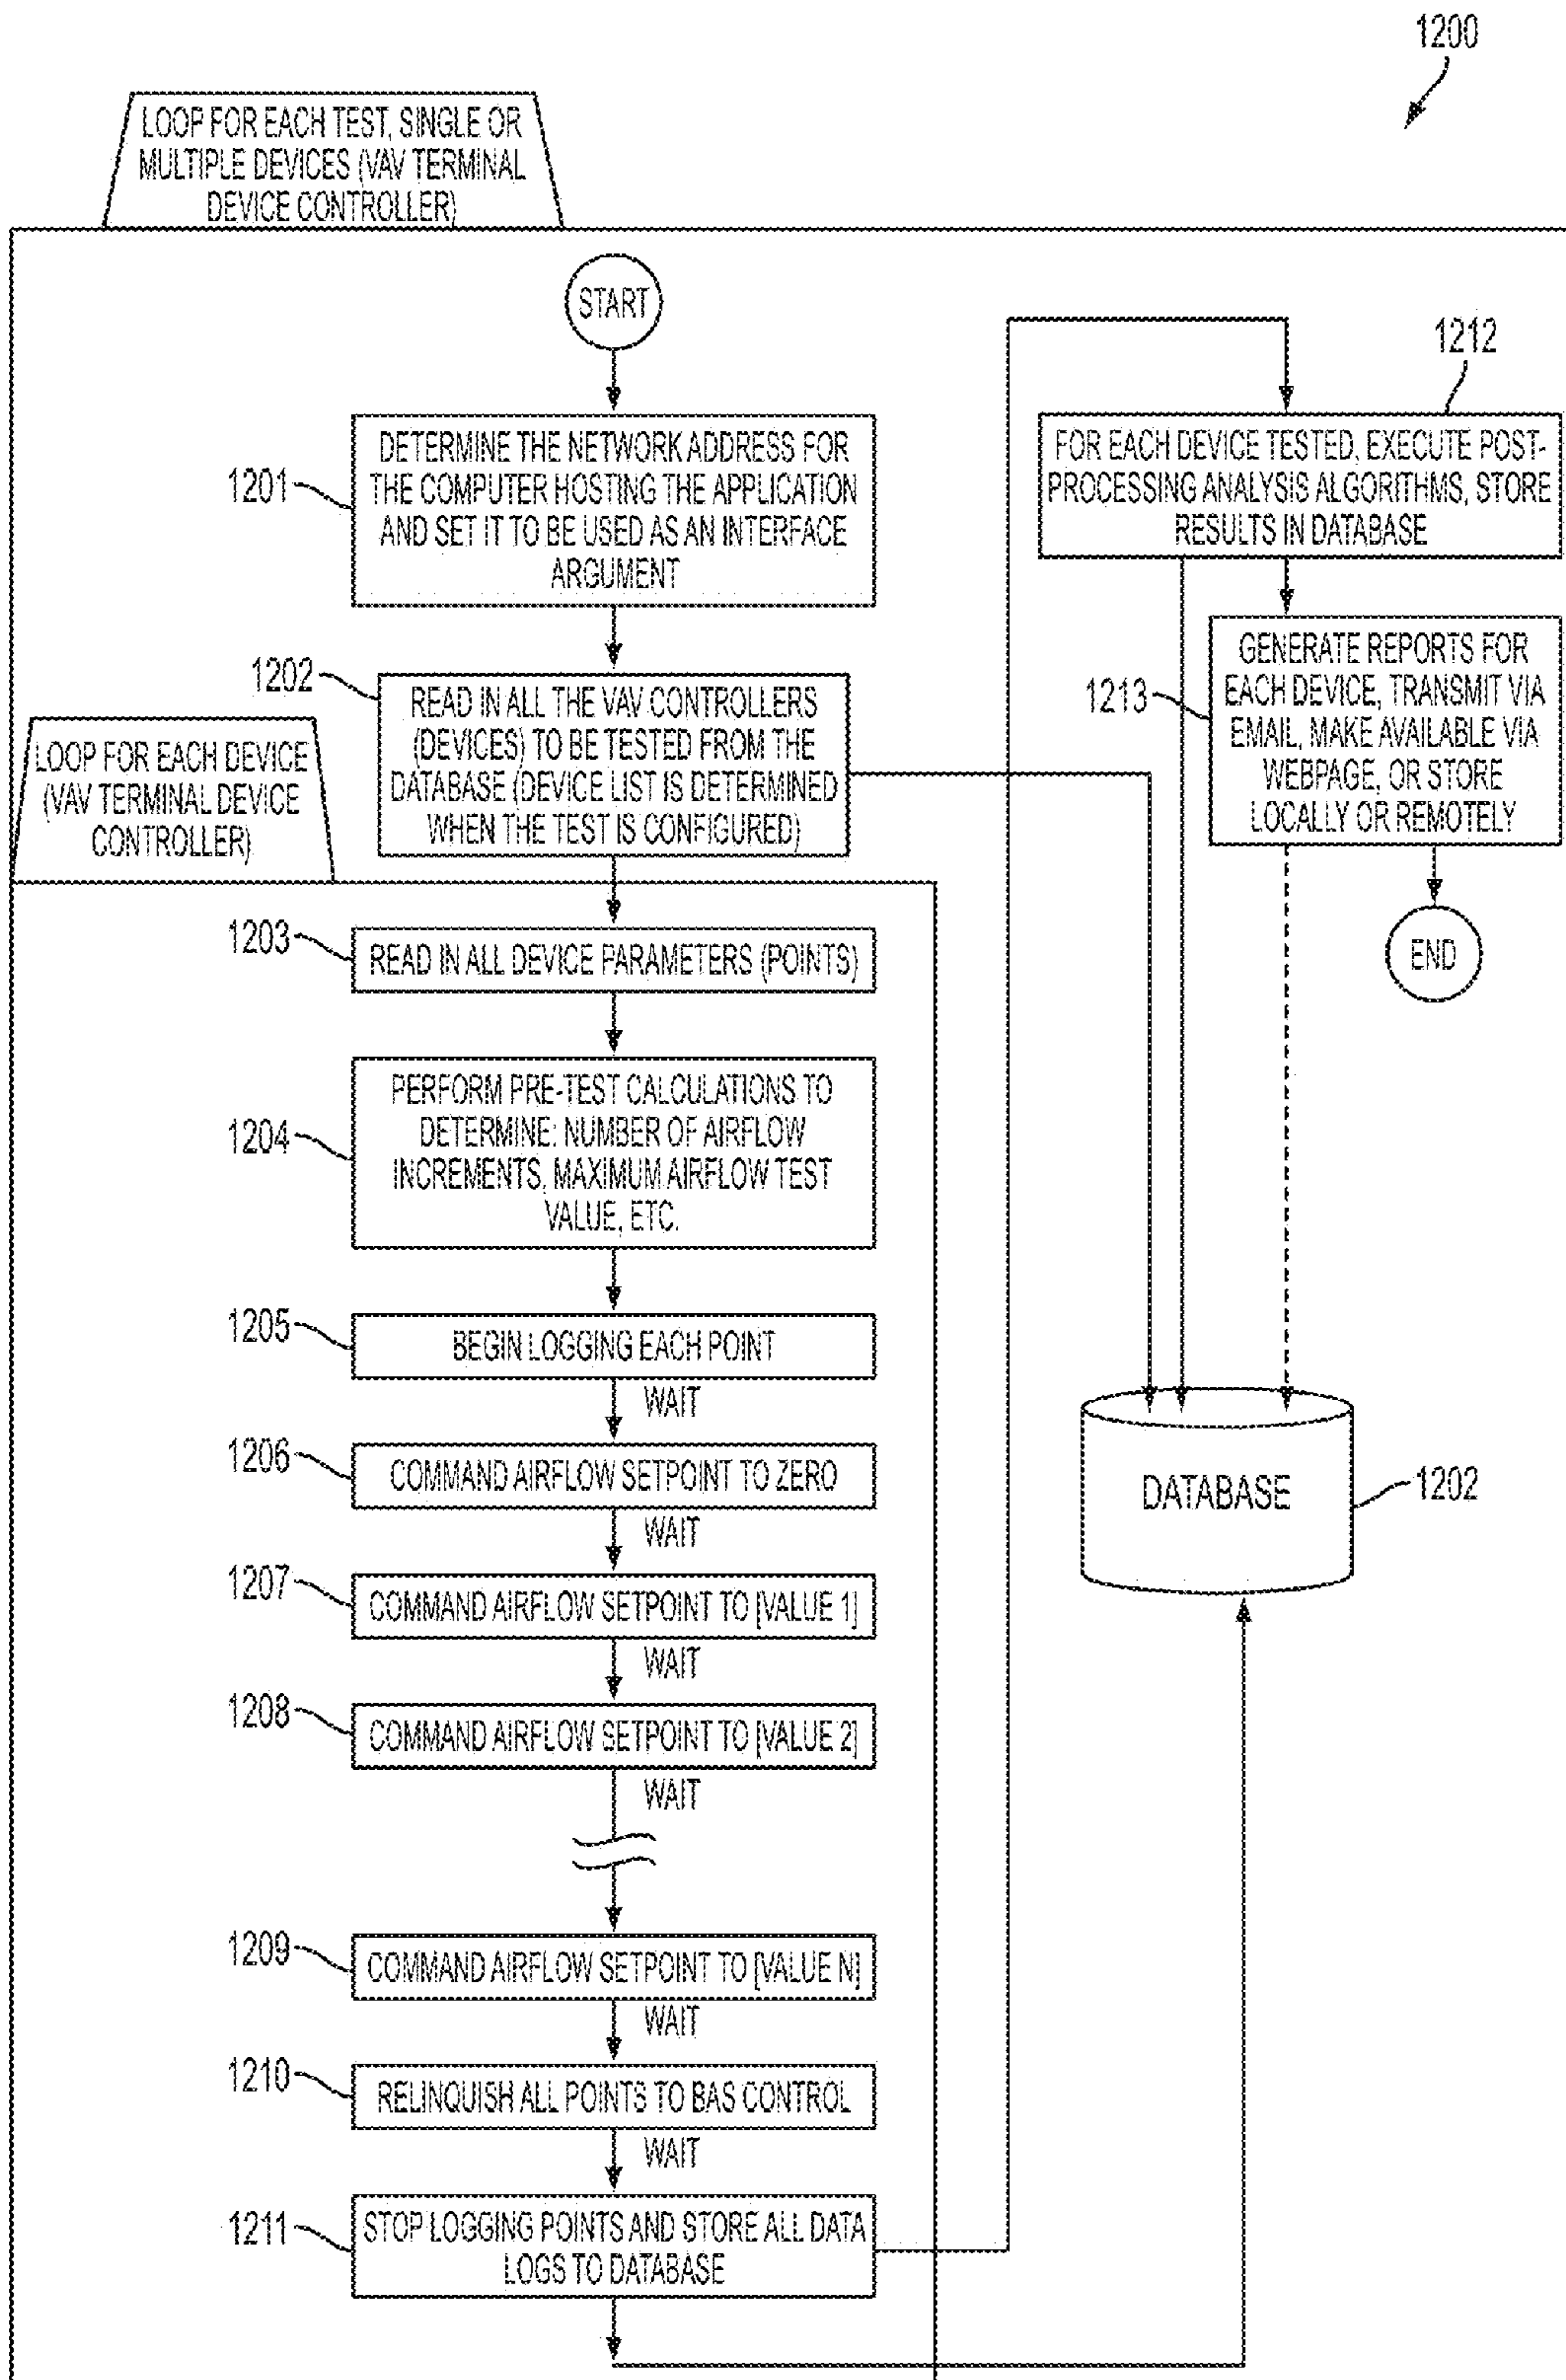 1200
LOOP FOR EACH TEST, SINGLE OR
MULTIPLE DEVICES (VAV TERMINAL
DEVICE CONTROLLER)
START
1201
DETERMINE THE NETWORK ADDRESS FOR
THE COMPUTER HOSTING THE APPLICATION
AND SET IT TO BE USED AS AN INTERFACE
ARGUMENT
1202
READ IN ALL THE VAV CONTROLLERS
(DEVICES) TO BE TESTED FROM THE
DATABASE (DEVICE LIST IS DETERMINED
WHEN THE TEST IS CONFIGURED)
LOOP FOR EACH DEVICE
(VAV TERMINAL DEVICE
CONTROLLER)
1203
READ IN ALL DEVICE PARAMETERS (POINTS)
1204
PERFORM PRE-TEST CALCULATIONS TO
DETERMINE: NUMBER OF AIRFLOW
INCREMENTS, MAXIMUM AIRFLOW TEST
VALUE, ETC.
1205
BEGIN LOGGING EACH POINT
WAIT
1206
COMMAND AIRFLOW SETPOINT TO ZERO
WAIT
1207
COMMAND AIRFLOW SETPOINT TO [VALUE 1]
WAIT
1208
COMMAND AIRFLOW SETPOINT TO [VALUE 2]
WAIT
1209
COMMAND AIRFLOW SETPOINT TO [VALUE N]
WAIT
1210
RELINQUISH ALL POINTS TO BAS CONTROL
WAIT
1211
STOP LOGGING POINTS AND STORE ALL DATA
LOGS TO DATABASE
1212
FOR EACH DEVICE TESTED, EXECUTE POST-
PROCESSING ANALYSIS ALGORITHMS, STORE
RESULTS IN DATABASE
1213
GENERATE REPORTS FOR
EACH DEVICE, TRANSMIT VIA
EMAIL, MAKE AVAILABLE VIA
WEBPAGE, OR STORE
LOCALLY OR REMOTELY
END
DATABASE
1202